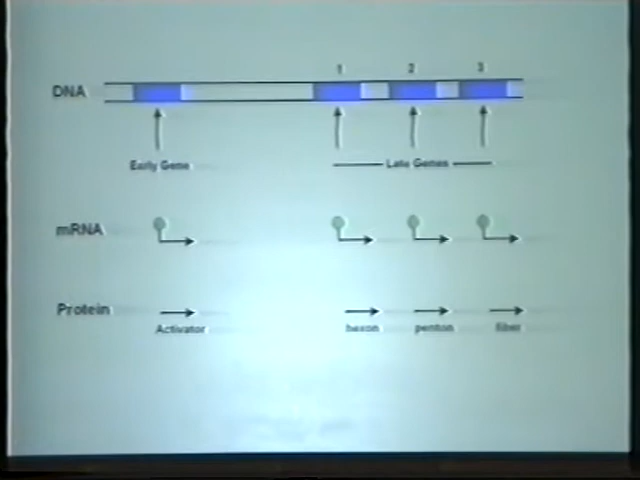 1 2 3
DNA
Early Gene Late Genes
mRNA
Protein
Activator hexon penton fiber